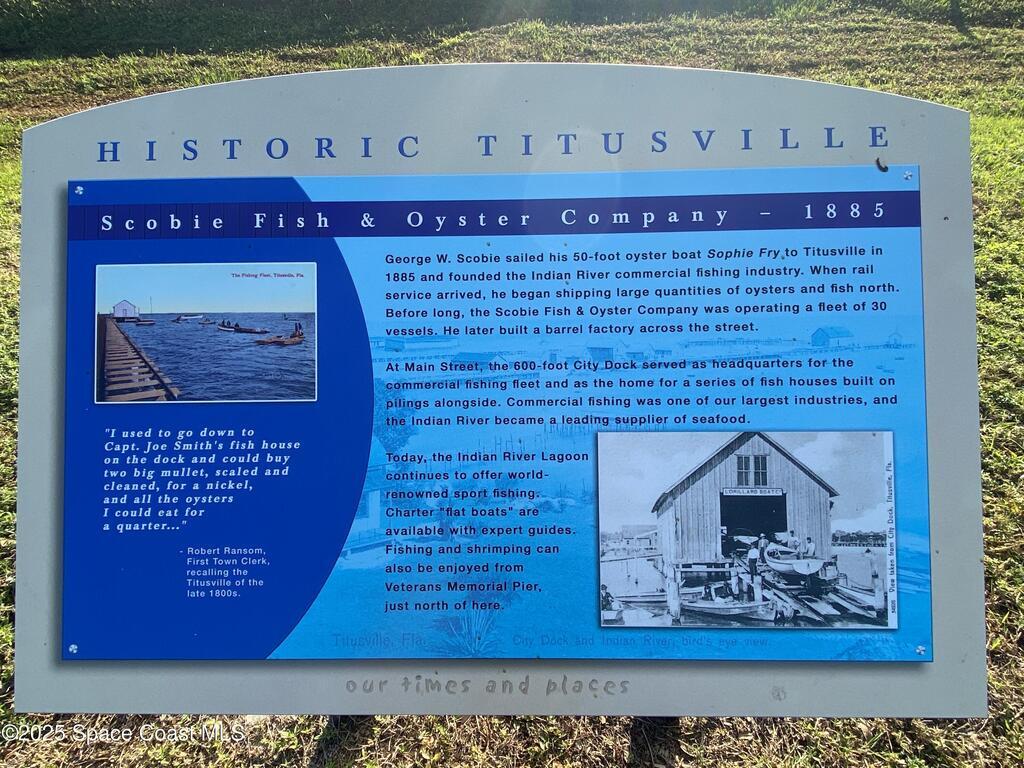 HISTORIC TITUSVILLE
Scobie Fish & Oyster Company – 1885
The Fishing Fleet, Titusville, Fla.
George W. Scobie sailed his 50-foot oyster boat Sophie Fry to Titusville in
1885 and founded the Indian River commercial fishing industry. When rail
service arrived, he began shipping large quantities of oysters and fish north.
Before long, the Scobie Fish & Oyster Company was operating a fleet of 30
vessels. He later built a barrel factory across the street.
At Main Street, the 600-foot City Dock served as headquarters for the
commercial fishing fleet and as the home for a series of fish houses built on
pilings alongside. Commercial fishing was one of our largest industries, and
the Indian River became a leading supplier of seafood.
"I used to go down to
Capt. Joe Smith's fish house
on the dock and could buy
two big mullet, scaled and
cleaned, for a nickel,
and all the oysters
I could eat for
a quarter..."
- Robert Ransom,
First Town Clerk,
recalling the
Titusville of the
late 1800s.
Today, the Indian River Lagoon
continues to offer world-
renowned sport fishing.
Charter "flat boats" are
available with expert guides.
Fishing and shrimping can
also be enjoyed from
Veterans Memorial Pier,
just north of here.
LORILLARD BOAT
View taken from City Dock, Titusville, Fla.
Titusville, Fla. City Dock and Indian River, bird's eye view.
our times and places
©2025 Space Coast MLS